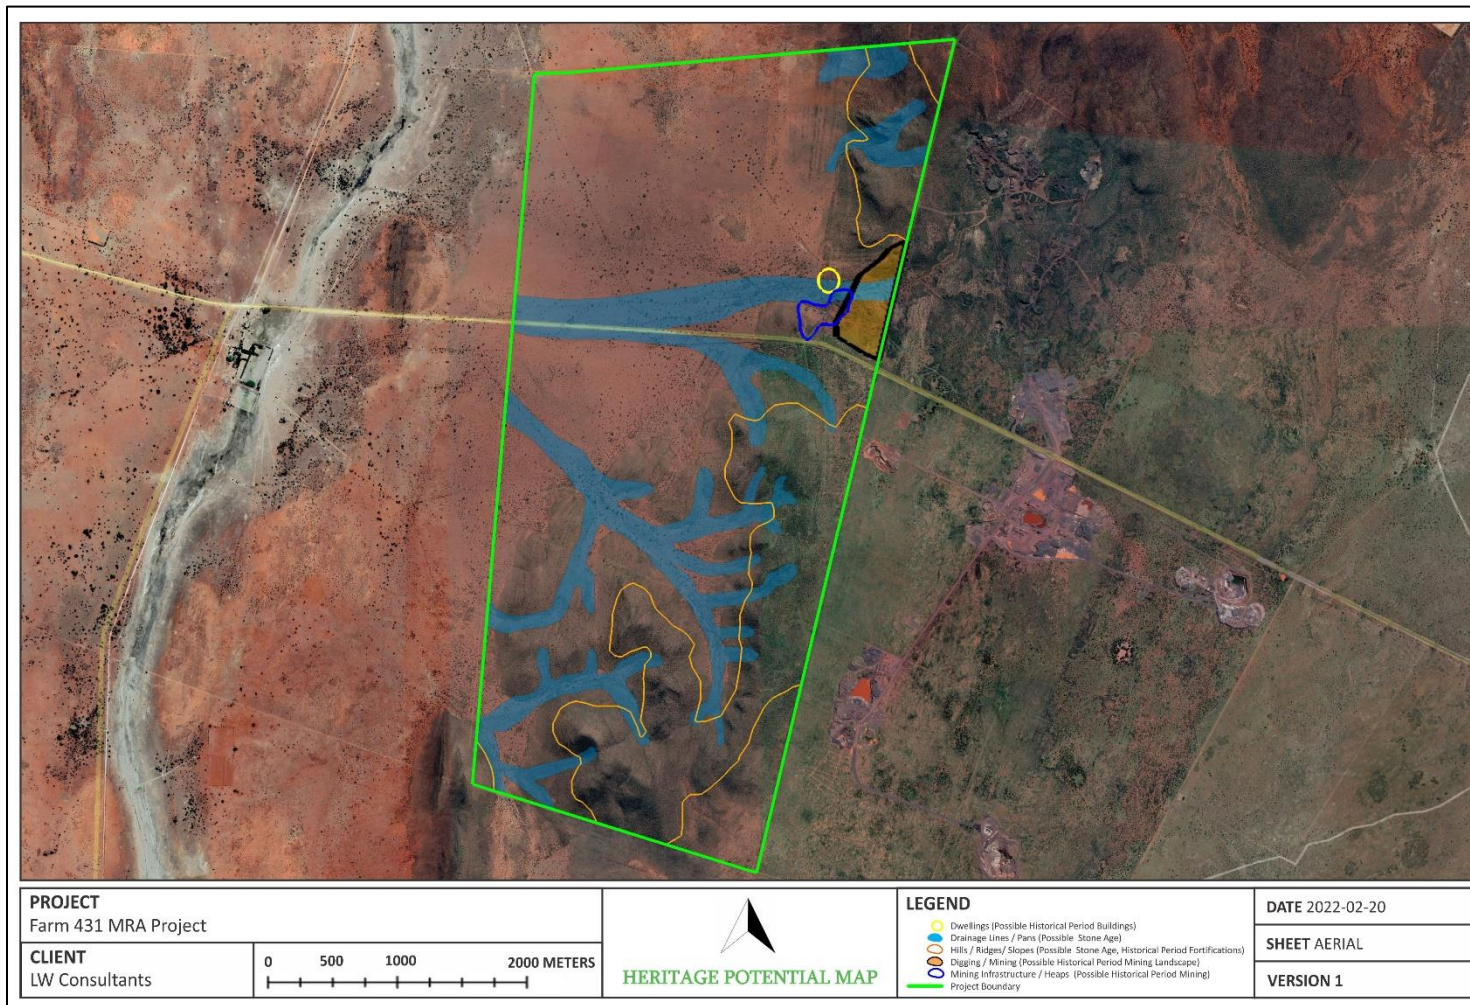 PROJECT
Farm 431 MRA Project
CLIENT
LW Consultants
0 500 1000 2000 METERS
HERITAGE POTENTIAL MAP
LEGEND
Dwellings (Possible Historical Period Buildings)
Drainage Lines / Pans (Possible Stone Age)
Hills / Ridges/ Slopes (Possible Stone Age, Historical Period Fortifications)
Digging / Mining (Possible Historical Period Mining Landscape)
Mining Infrastructure / Heaps (Possible Historical Period Mining)
Project Boundary
DATE 2022-02-20
SHEET AERIAL
VERSION 1